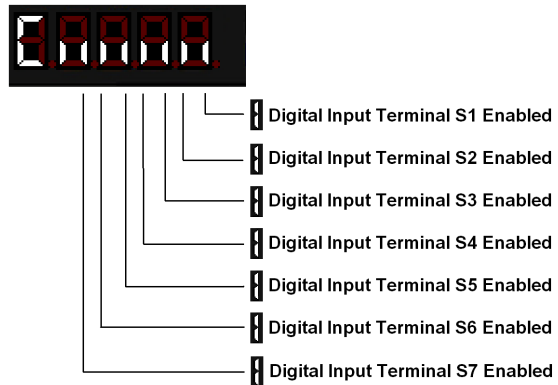 Digital Input Terminal S1 Enabled
Digital Input Terminal S2 Enabled
Digital Input Terminal S3 Enabled
Digital Input Terminal S4 Enabled
Digital Input Terminal S5 Enabled
Digital Input Terminal S6 Enabled
Digital Input Terminal S7 Enabled